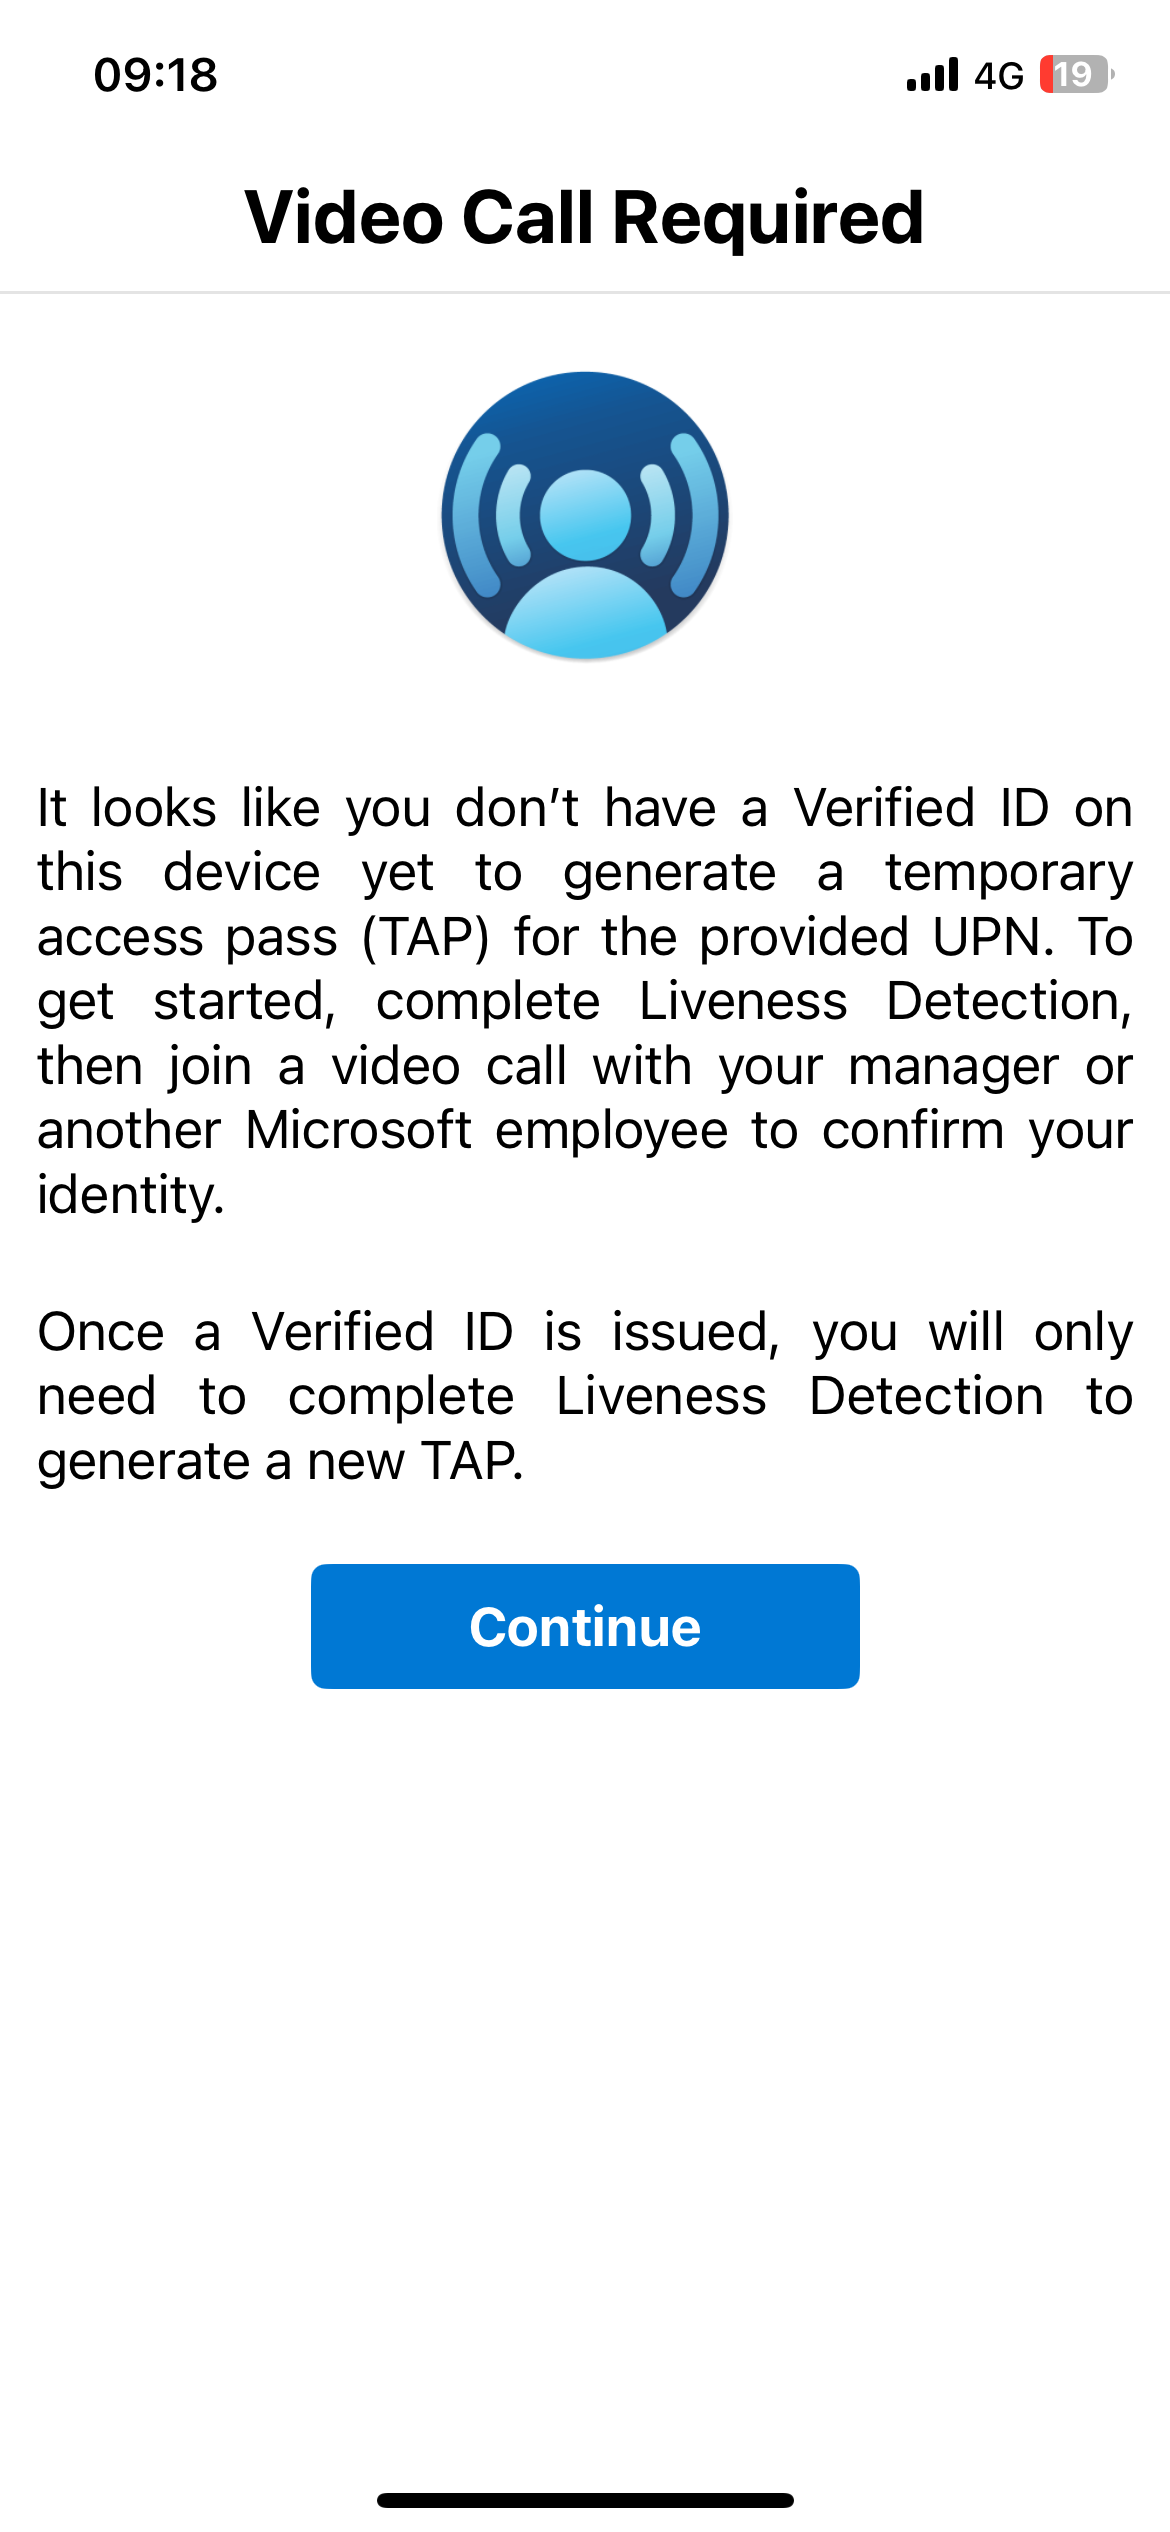 09:18
4G
19
Video Call Required
It looks like you don’t have a Verified ID on
this device yet to generate a temporary
access pass (TAP) for the provided UPN. To
get started, complete Liveness Detection,
then join a video call with your manager or
another Microsoft employee to confirm your
identity.
Once a Verified ID is issued, you will only
need to complete Liveness Detection to
generate a new TAP.
Continue